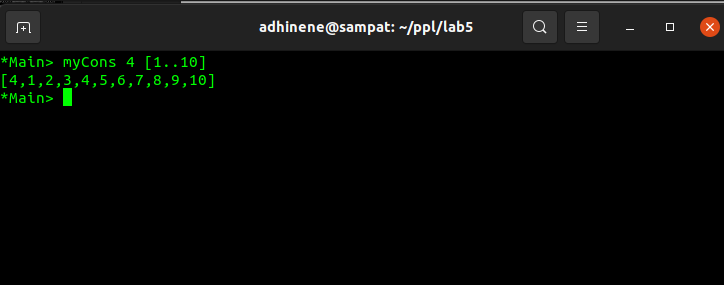 adhinene@sampat: ~/ppl/lab5
*Main> myCons 4 [1..10]
[4,1,2,3,4,5,6,7,8,9,10]
*Main>